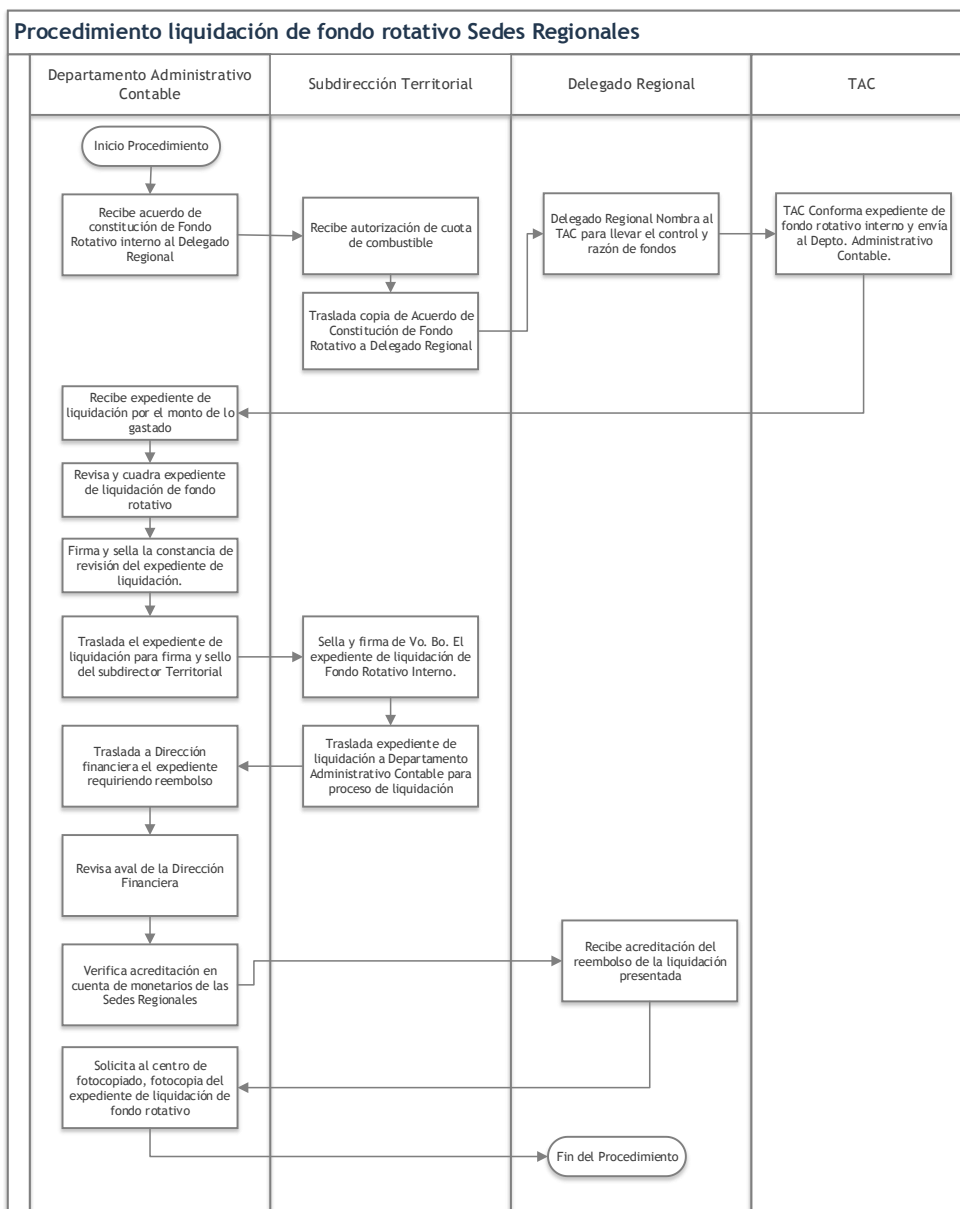 Procedimiento liquidación de fondo rotativo Sedes Regionales
Departamento Administrativo
Contable
Subdirección Territorial
Delegado Regional
TAC
Inicio Procedimiento
Recibe acuerdo de
constitución de Fondo
Rotativo interno al Delegado
Regional
Recibe autorización de cuota
de combustible
Delegado Regional Nombra al
TAC para llevar el control y
razón de fondos
TAC Conforma expediente de
fondo rotativo interno y envía
al Depto. Administrativo
Contable.
Traslada copia de Acuerdo de
Constitución de Fondo
Rotativo a Delegado Regional
Recibe expediente de
liquidación por el monto de lo
gastado
Revisa y cuadra expediente
de liquidación de fondo
rotativo
Firma y sella la constancia de
revisión del expediente de
liquidación.
Traslada el expediente de
liquidación para firma y sello
del subdirector Territorial
Sella y firma de Vo. Bo. El
expediente de liquidación de
Fondo Rotativo Interno.
Traslada a Dirección
financiera el expediente
requiriendo reembolso
Traslada expediente de
liquidación a Departamento
Administrativo Contable para
proceso de liquidación
Revisa aval de la Dirección
Financiera
Verifica acreditación en
cuenta de monetarios de las
Sedes Regionales
Recibe acreditación del
reembolso de la liquidación
presentada
Solicita al centro de
fotocopiado, fotocopia del
expediente de liquidación de
fondo rotativo
Fin del Procedimiento